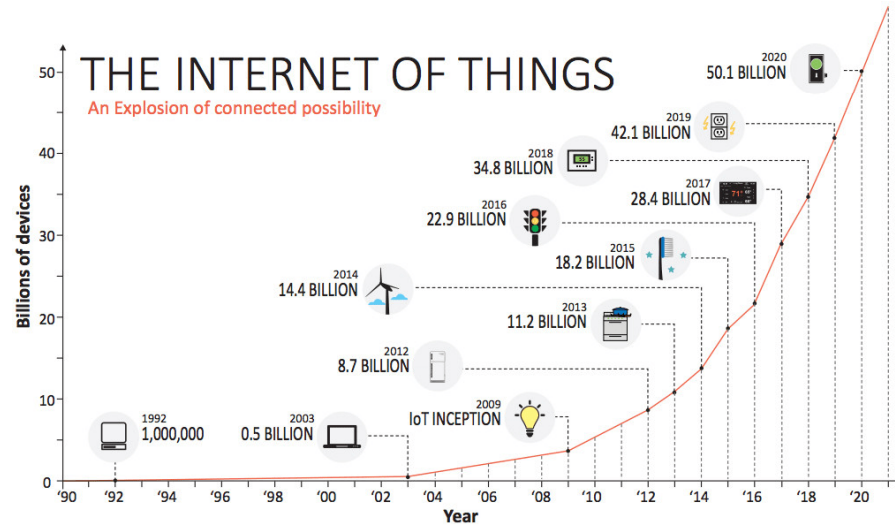 THE INTERNET OF THINGS
An Explosion of connected possibility
Billions of devices
50
40
30
20
10
0
1992
1,000,000
2003
0.5 BILLION
2009
IoT INCEPTION
2012
8.7 BILLION
2013
11.2 BILLION
2014
14.4 BILLION
2015
18.2 BILLION
2016
22.9 BILLION
2017
28.4 BILLION
2018
34.8 BILLION
2019
42.1 BILLION
2020
50.1 BILLION
71°
‘90 ‘92 ‘94 ‘96 ‘98 ‘00 ‘02 ‘04 ‘06 ‘08 ‘10 ‘12 ‘14 ‘16 ‘18 ‘20
Year